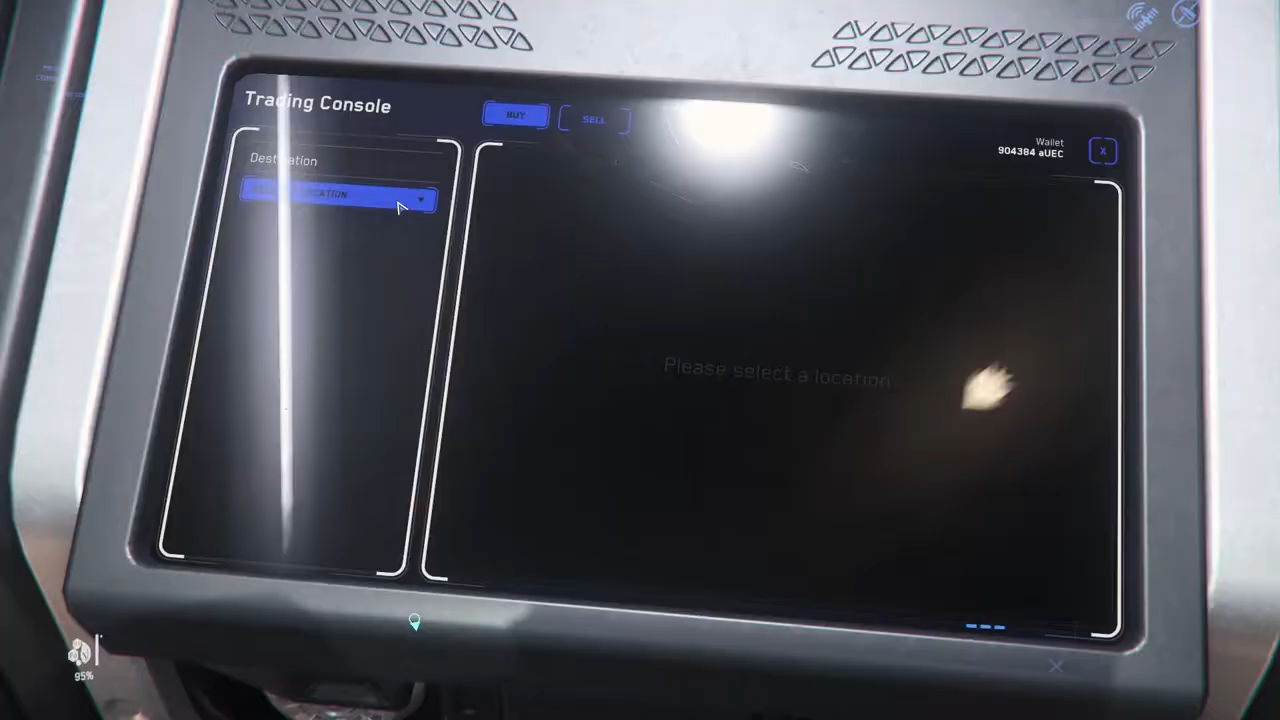 Trading Console
BUY
SELL
Wallet
904384 aUEC
X
Destination
LOCATION
Please select a location
95%